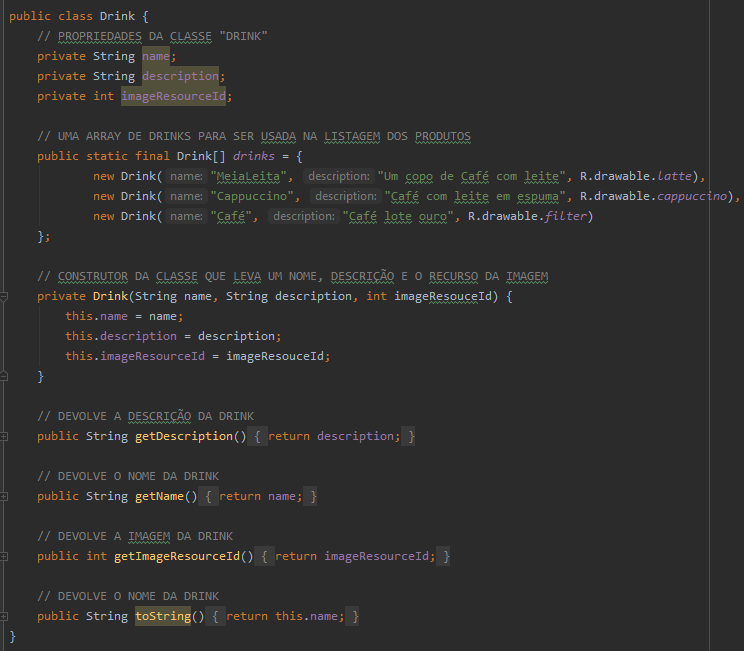 public class Drink {
// PROPRIEDADES DA CLASSE "DRINK"
private String name;
private String description;
private int imageResourceId;
// UMA ARRAY DE DRINKS PARA SER USADA NA LISTAGEM DOS PRODUTOS
public static final Drink[] drinks = {
new Drink( name: "MeiaLeita", description: "Um copo de Café com leite", R.drawable.latte),
new Drink( name: "Cappuccino", description: "Café com leite em espuma", R.drawable.cappuccino),
new Drink( name: "Café", description: "Café lote ouro", R.drawable.filter)
};
// CONSTRUTOR DA CLASSE QUE LEVA UM NOME, DESCRIÇÃO E O RECURSO DA IMAGEM
private Drink(String name, String description, int imageResouceId) {
this.name = name;
this.description = description;
this.imageResourceId = imageResouceId;
}
// DEVOLVE A DESCRIÇÃO DA DRINK
public String getDescription() { return description; }
// DEVOLVE O NOME DA DRINK
public String getName() { return name; }
// DEVOLVE A IMAGEM DA DRINK
public int getImageResourceId() { return imageResourceId; }
// DEVOLVE O NOME DA DRINK
public String toString() { return this.name; }
}